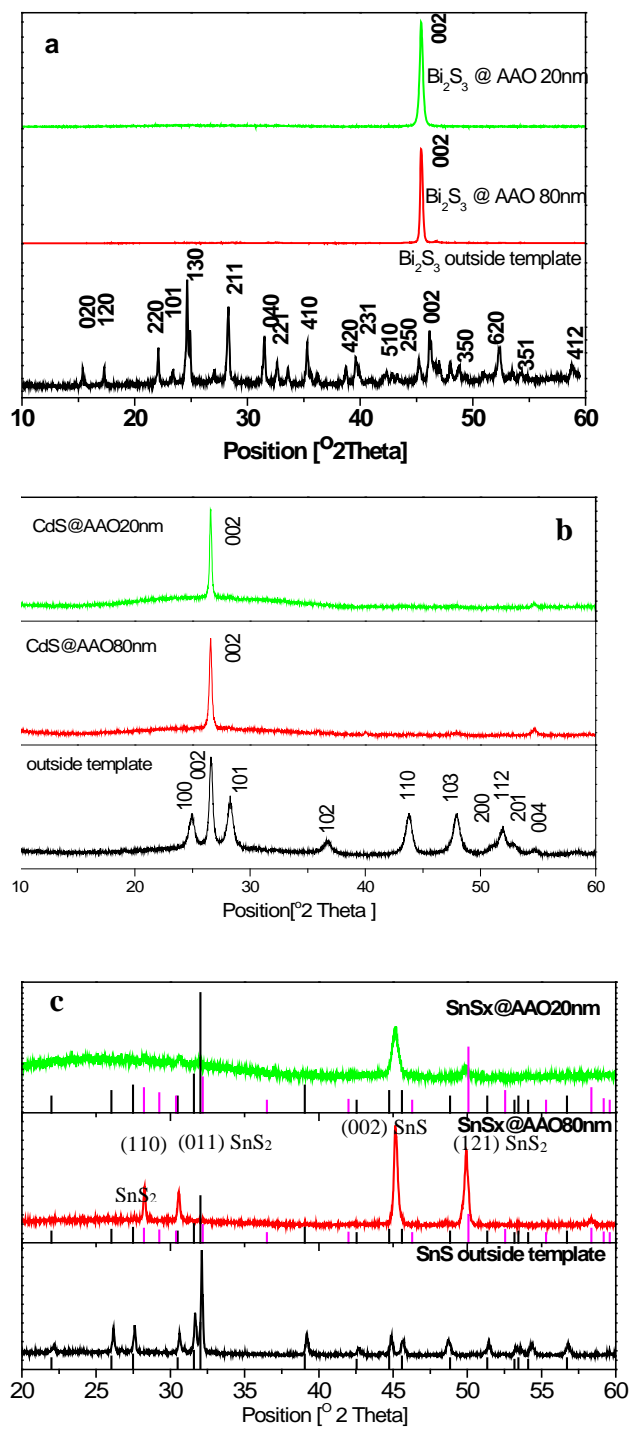 a
002
Bi2S3 @ AAO 20nm
002
Bi2S3 @ AAO 80nm
Bi2S3 outside template
020
120
220
101
130
211
040
221
410
420
231
510
250
002
350
620
351
412
10 20 30 40 50 60
Position [O2Theta]
CdS@AAO20nm
002
b
CdS@AAO80nm
002
outside template
100
002
101
102
110
103
200
112
201
004
10 20 30 40 50 60
Position[o2 Theta ]
c
SnSx@AAO20nm
SnSx@AAO80nm
(110)
SnS2
(011) SnS2
(002) SnS
(121) SnS2
SnS outside template
20 25 30 35 40 45 50 55 60
Position [O 2 Theta]